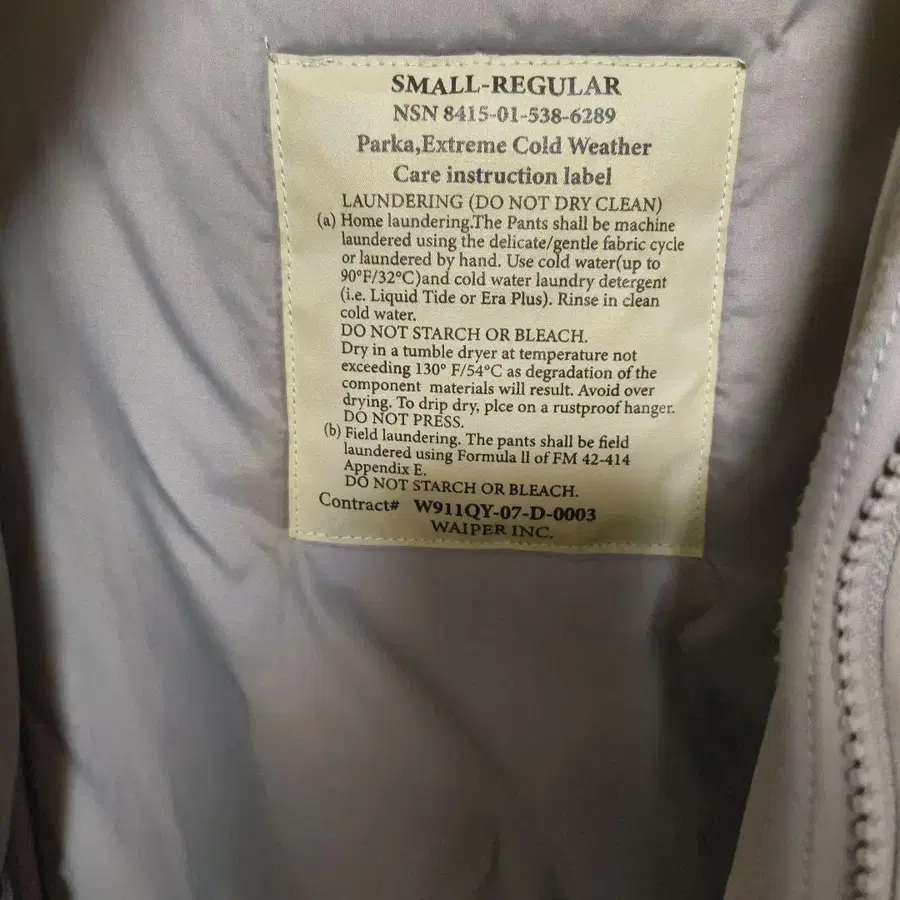 SMALL-REGULAR
NSN 8415-01-538-6289
Parka,Extreme Cold Weather
Care instruction label
LAUNDERING (DO NOT DRY CLEAN)
(a) Home laundering.The Pants shall be machine
laundered using the delicate/gentle fabric cycle
or laundered by hand. Use cold water(up to
90°F/32°C)and cold water laundry detergent
(i.e. Liquid Tide or Era Plus). Rinse in clean
cold water.
DO NOT STARCH OR BLEACH.
Dry in a tumble dryer at temperature not
exceeding 130° F/54°C as degradation of the
component materials will result. Avoid over
drying. To drip dry, plce on a rustproof hanger.
DO NOT PRESS.
(b) Field laundering. The pants shall be field
laundered using Formula II of FM 42-414
Appendix E.
DO NOT STARCH OR BLEACH.
Contract# W911QY-07-D-0003
WAIPER INC.